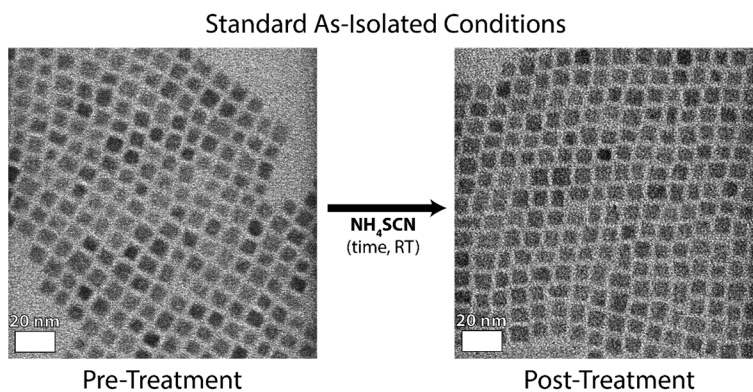 Standard As-Isolated Conditions
NH₄SCN
(time, RT)
20 nm
20 nm
Pre-Treatment
Post-Treatment